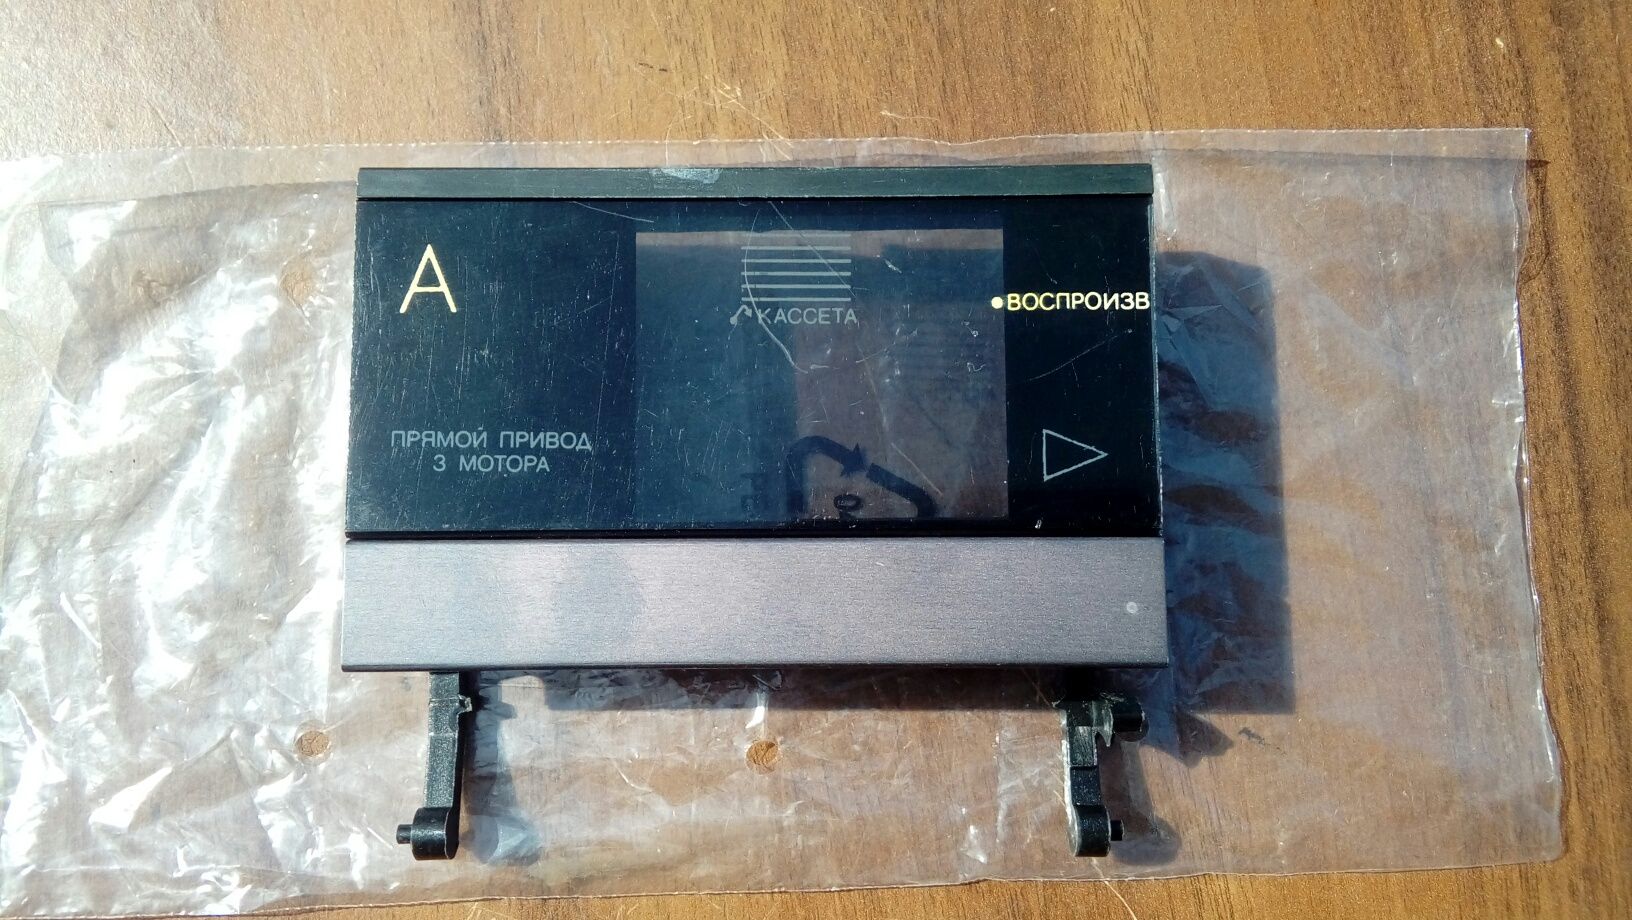 А
КАССЕТА
ВОСПРОИЗВ
ПРЯМОЙ ПРИВОД
3 МОТОРА